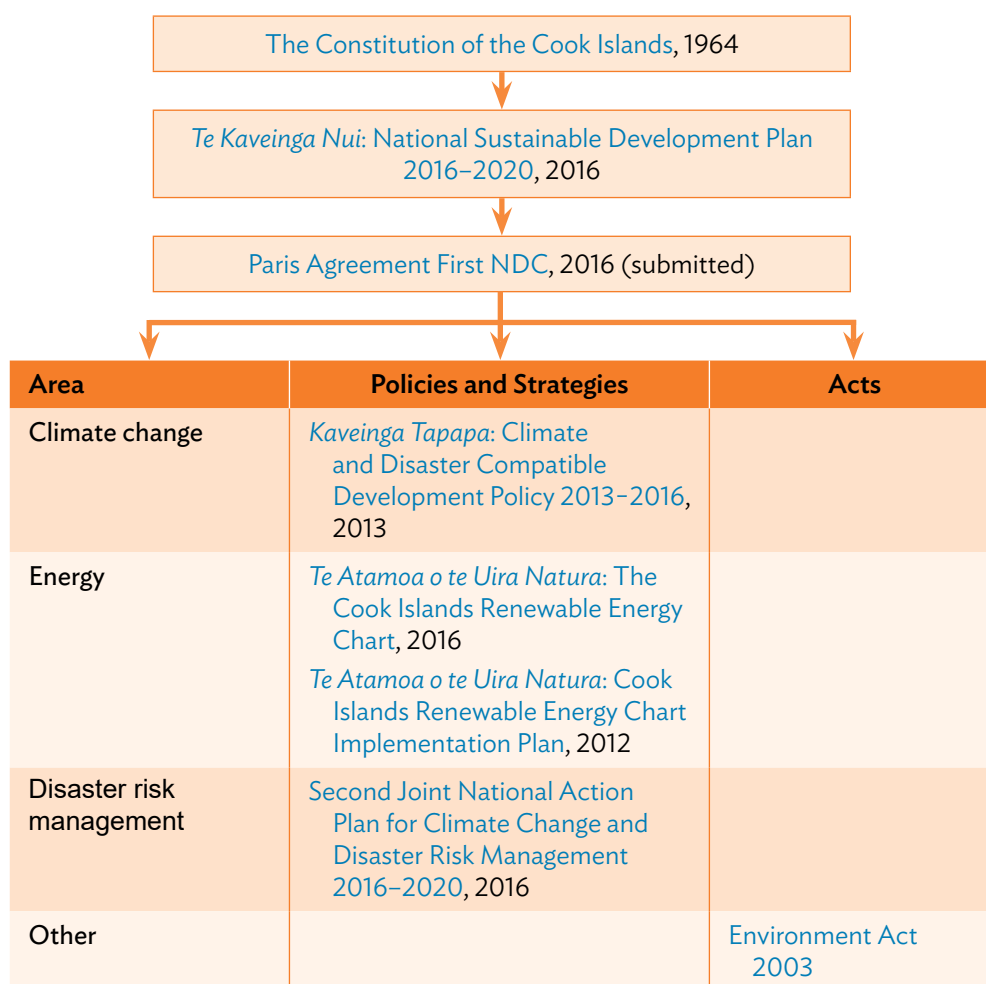 The Constitution of the Cook Islands, 1964
Te Kaveinga Nui: National Sustainable Development Plan
2016–2020, 2016
Paris Agreement First NDC, 2016 (submitted)
Area
Policies and Strategies
Acts
Climate change
Kaveinga Tapapa: Climate
and Disaster Compatible
Development Policy 2013–2016,
2013
Energy
Te Atamoa o te Uira Natura: The
Cook Islands Renewable Energy
Chart, 2016
Te Atamoa o te Uira Natura: Cook
Islands Renewable Energy Chart
Implementation Plan, 2012
Disaster risk
management
Second Joint National Action
Plan for Climate Change and
Disaster Risk Management
2016–2020, 2016
Other
Environment Act
2003